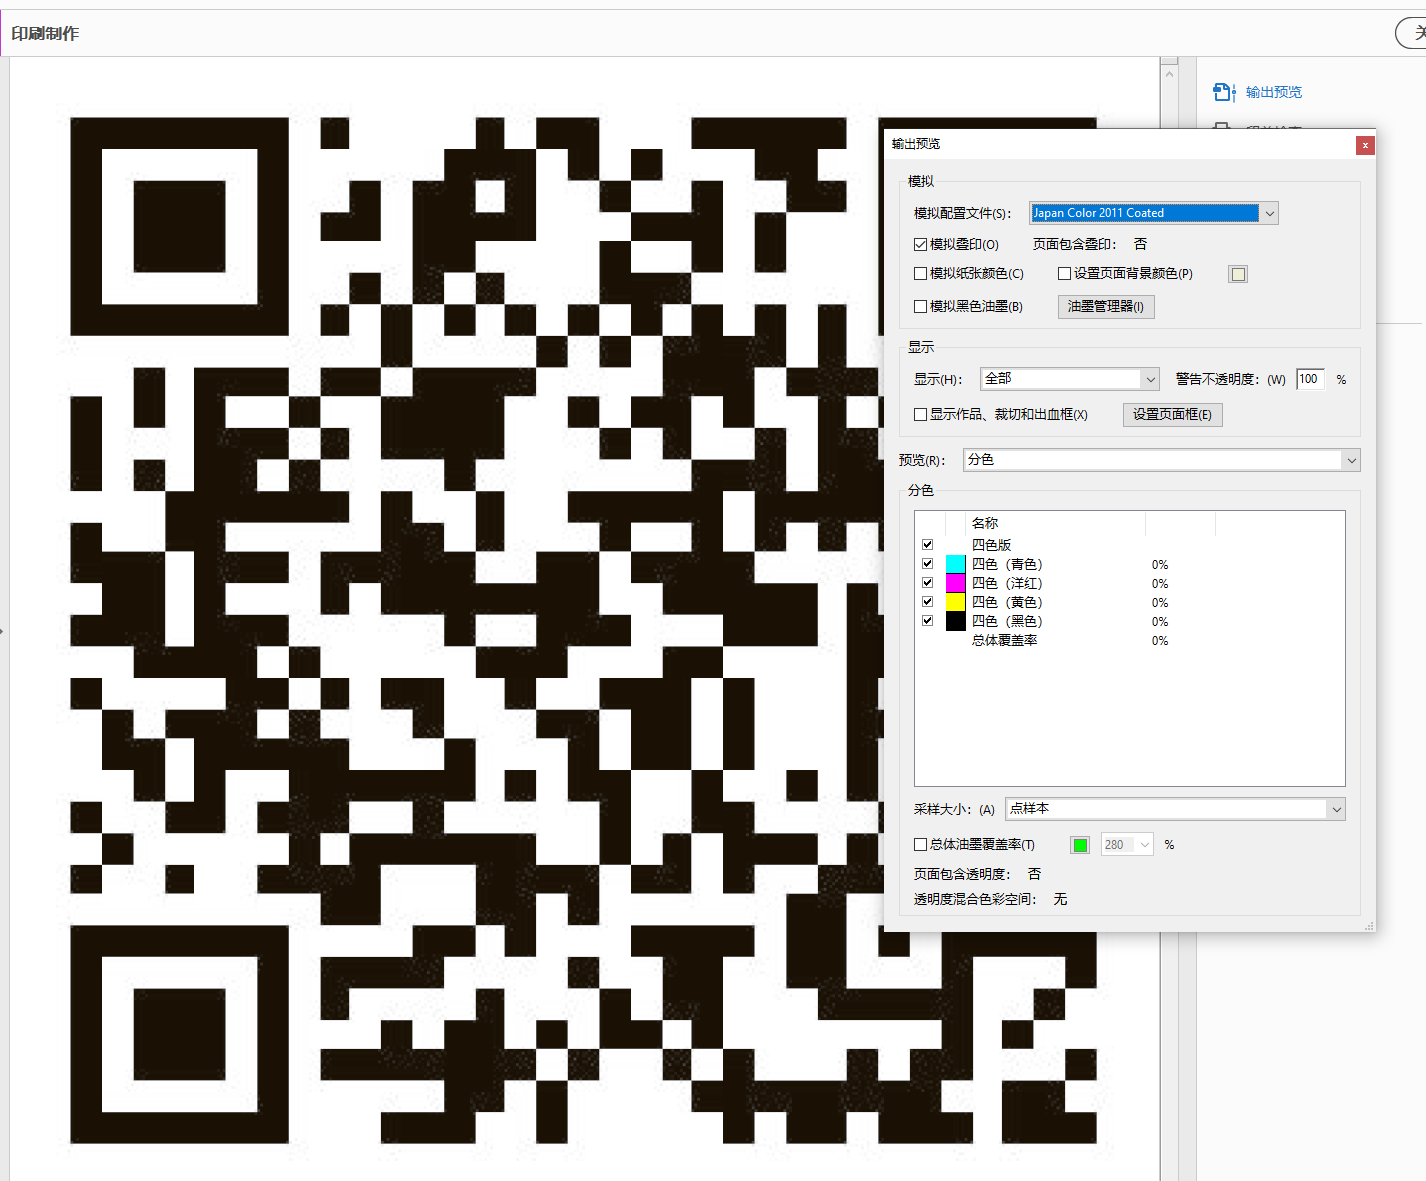 印刷制作
输出预览
输出预览
模拟
模拟配置文件(S): Japan Color 2011 Coated
模拟叠印(O) 页面包含叠印: 否
模拟纸张颜色(C) 设置页面背景颜色(P)
模拟黑色油墨(B) 油墨管理器(I)
显示
显示(H): 全部 警告不透明度: (W) 100 %
显示作品、裁切和出血框(X) 设置页面框(E)
预览(R): 分色
分色
名称
四色版
四色（青色） 0%
四色（洋红） 0%
四色（黄色） 0%
四色（黑色） 0%
总体覆盖率 0%
采样大小: (A) 点样本
总体油墨覆盖率(T) 280 %
页面包含透明度: 否
透明度混合色彩空间: 无